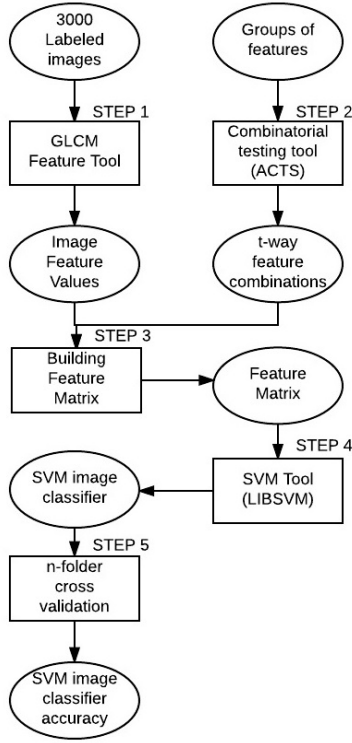 3000
Labeled
images
Groups of
features
STEP 1
STEP 2
GLCM
Feature Tool
Combinatorial
testing tool
(ACTS)
Image
Feature
Values
t-way
feature
combinations
STEP 3
Building
Feature
Matrix
Feature
Matrix
STEP 4
SVM Tool
(LIBSVM)
SVM image
classifier
STEP 5
n-folder
cross
validation
SVM image
classifier
accuracy